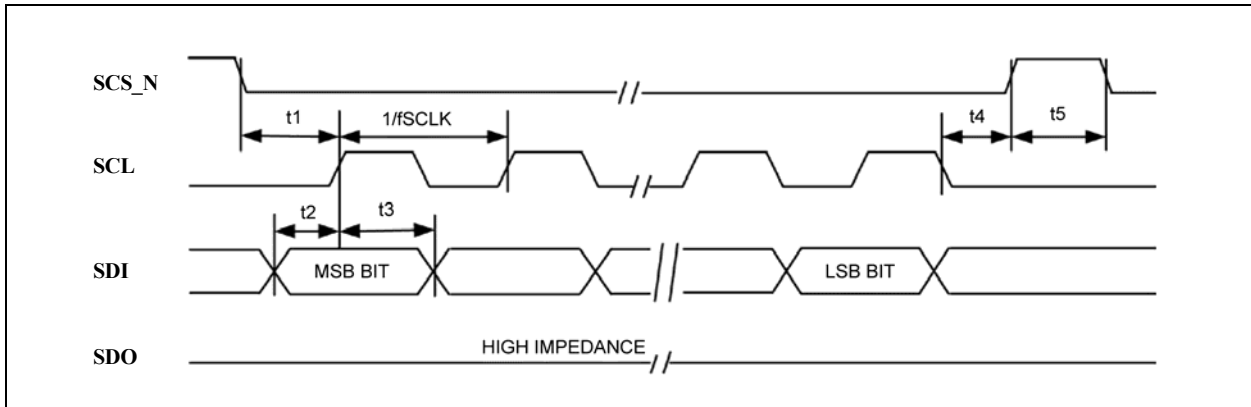 SCS_N
t1
1/fSCLK
t4
t5
SCL
t2
t3
SDI
MSB BIT
LSB BIT
SDO
HIGH IMPEDANCE